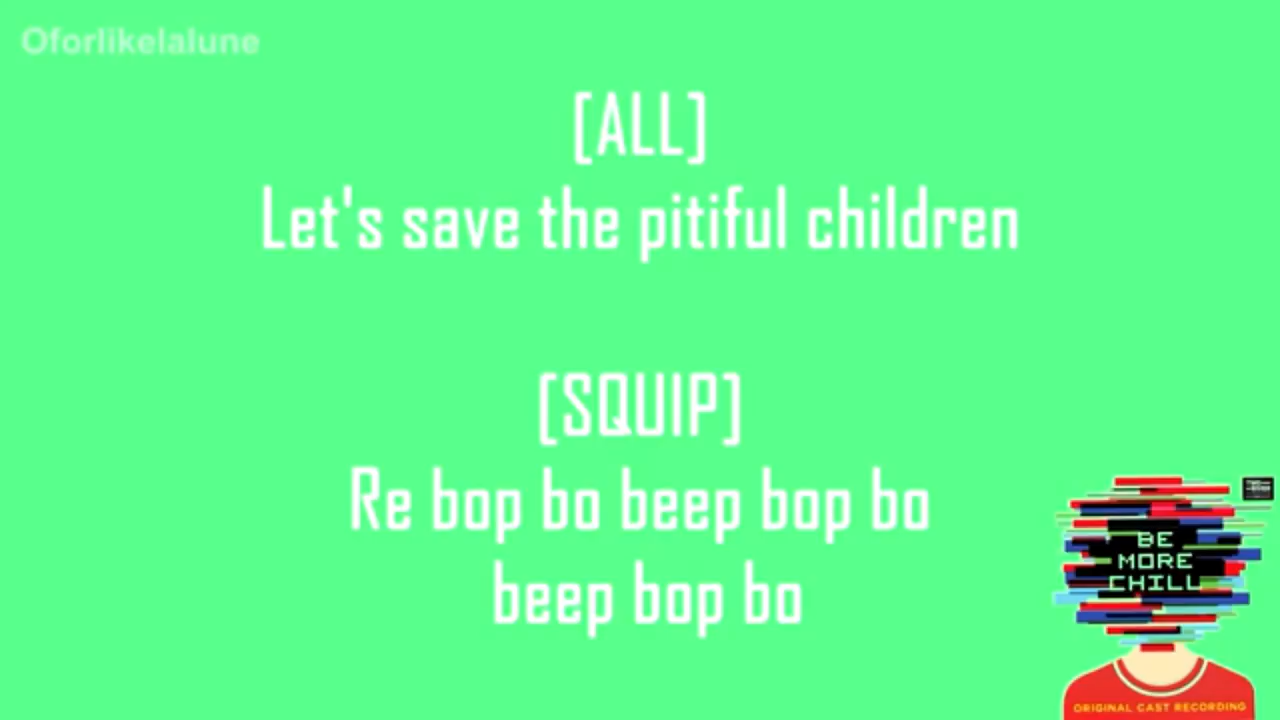 Oforlikelalune
[ALL]
Let's save the pitiful children
[SQUIP]
Re bop bo beep bop bo
beep bop bo
BE
MORE
CHILL
ORIGINAL CAST RECORDING